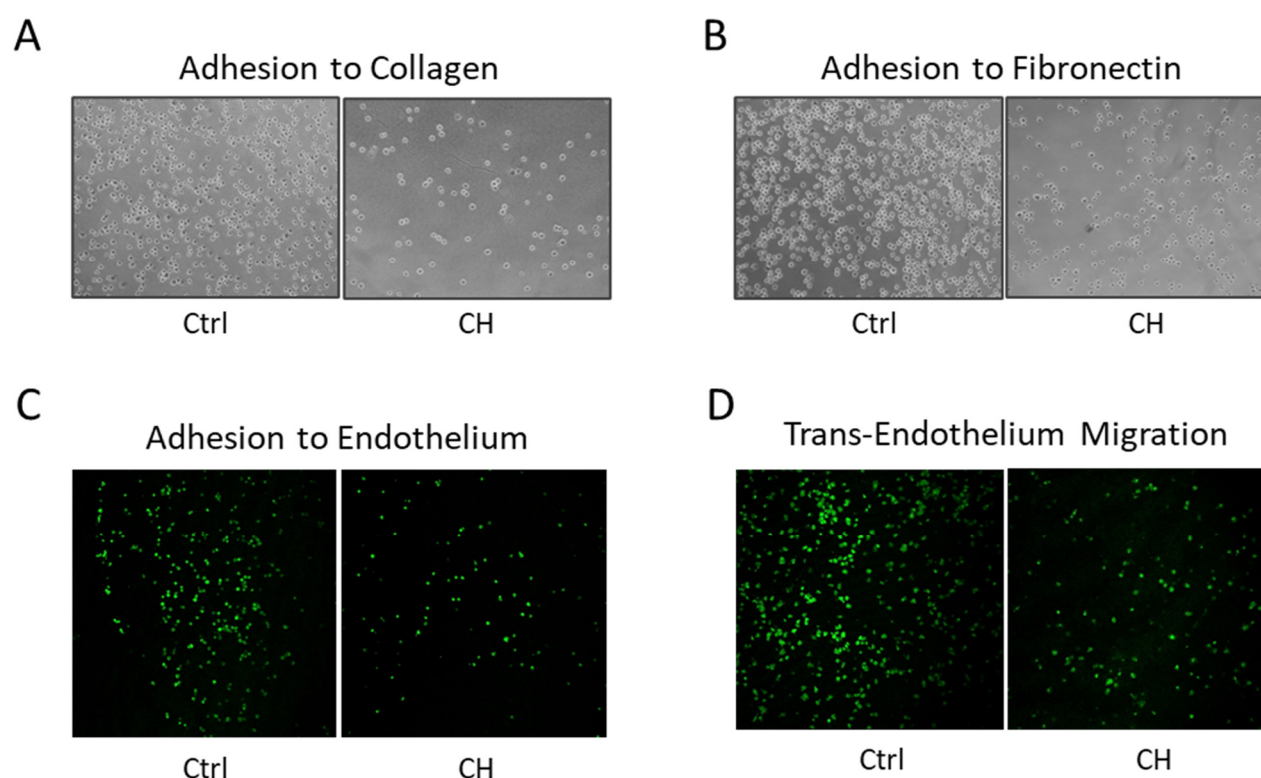 A
Adhesion to Collagen
Ctrl
CH
B
Adhesion to Fibronectin
Ctrl
CH
C
Adhesion to Endothelium
Ctrl
CH
D
Trans-Endothelium Migration
Ctrl
CH